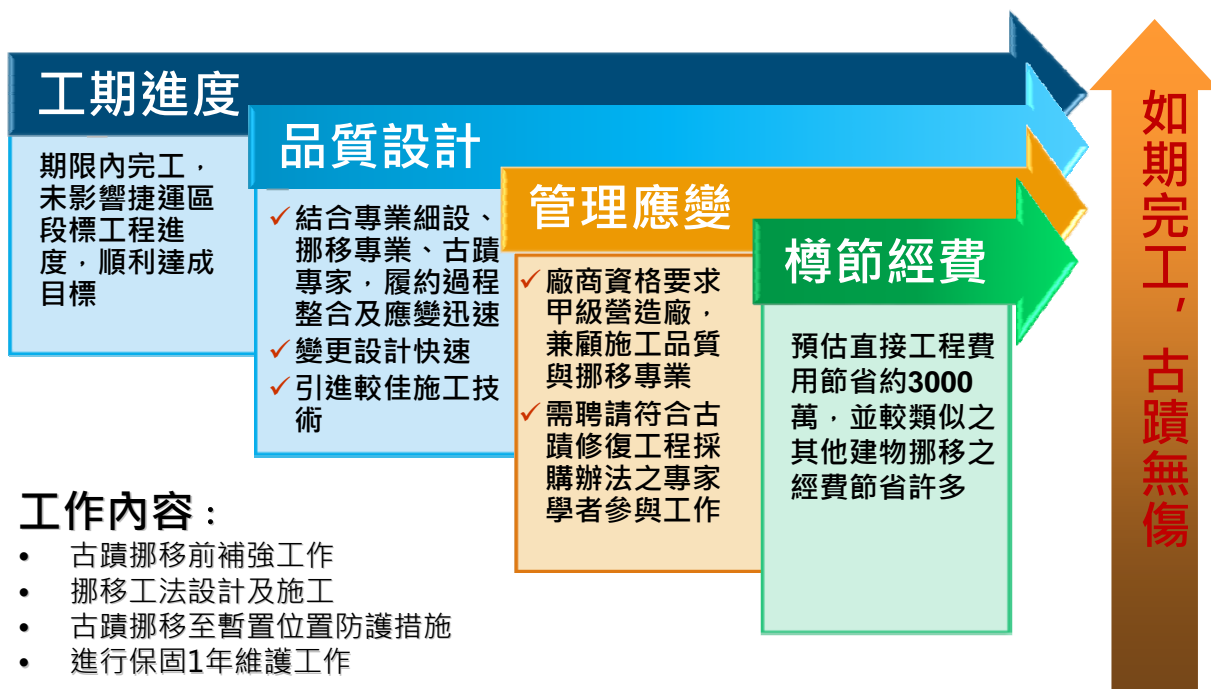 工期進度
期限內完工，
未影響捷運區
段標工程進
度，順利達成
目標
品質設計
✓結合專業細設、
挪移專業、古蹟
專家，履約過程
整合及應變迅速
✓變更設計快速
✓引進較佳施工技
術
管理應變
✓廠商資格要求
甲級營造廠，
兼顧施工品質
與挪移專業
✓需聘請符合古
蹟修復工程採
購辦法之專家
學者參與工作
樽節經費
預估直接工程費
用節省約3000
萬，並較類似之
其他建物挪移之
經費節省許多
如期完工，古蹟無傷
工作內容：
• 古蹟挪移前補強工作
• 挪移工法設計及施工
• 古蹟挪移至暫置位置防護措施
• 進行保固1年維護工作